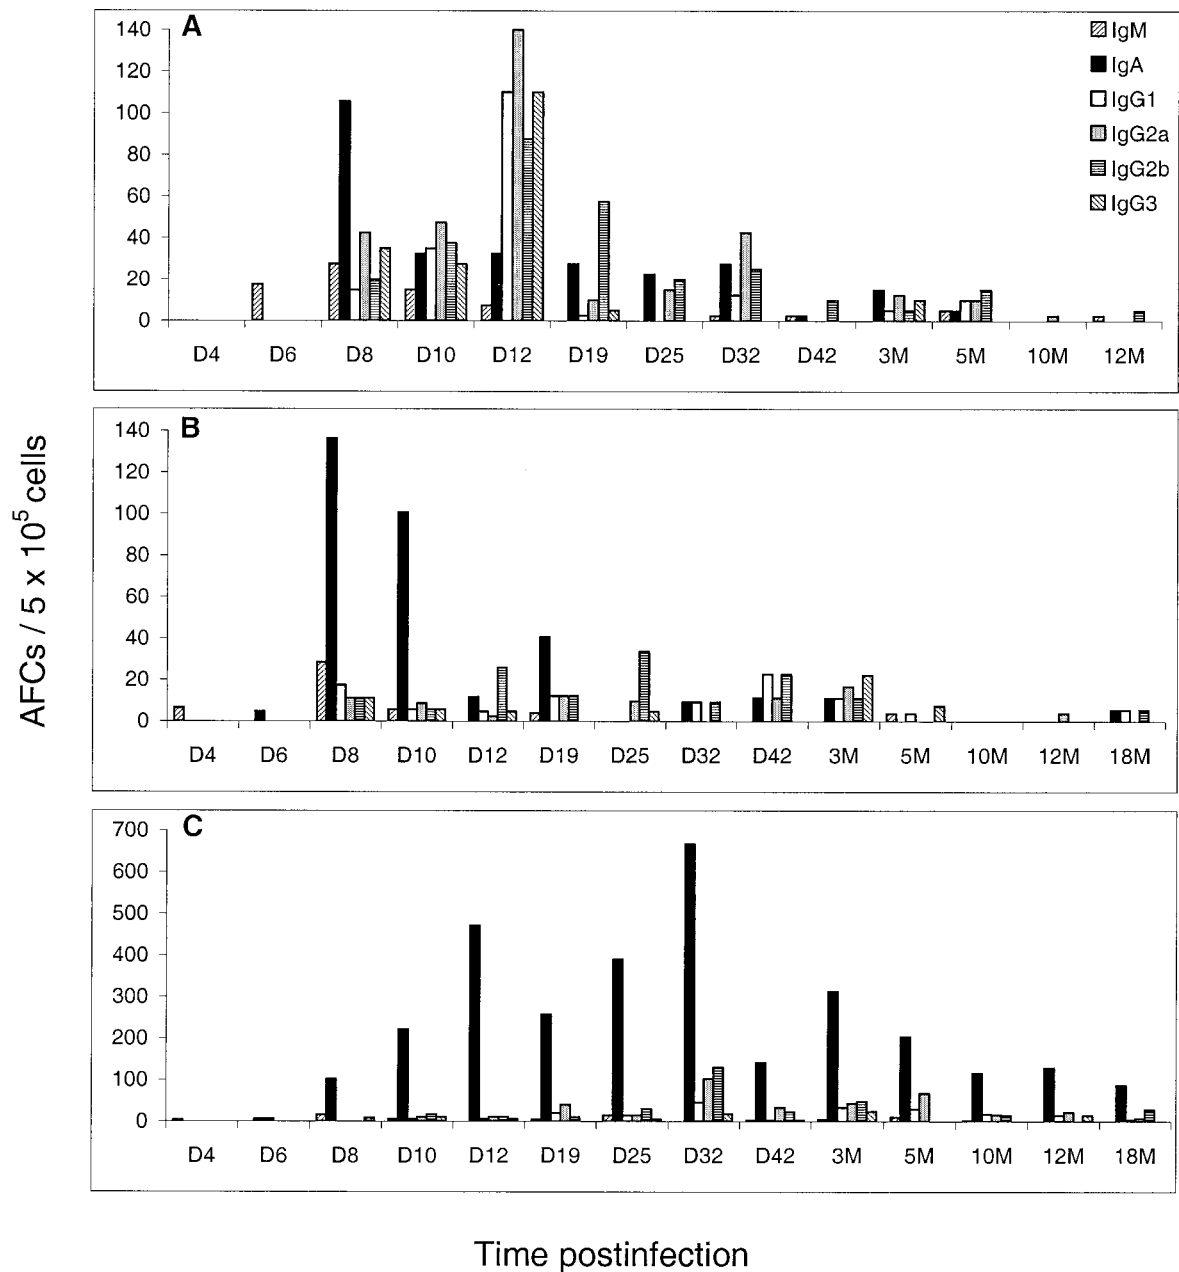 A
140
120
100
80
60
40
20
0
IgM
IgA
IgG1
IgG2a
IgG2b
IgG3
D4 D6 D8 D10 D12 D19 D25 D32 D42 3M 5M 10M 12M
B
140
120
100
80
60
40
20
0
D4 D6 D8 D10 D12 D19 D25 D32 D42 3M 5M 10M 12M 18M
AFCs / 5 x 10⁵ cells
C
700
600
500
400
300
200
100
0
D4 D6 D8 D10 D12 D19 D25 D32 D42 3M 5M 10M 12M 18M
Time postinfection